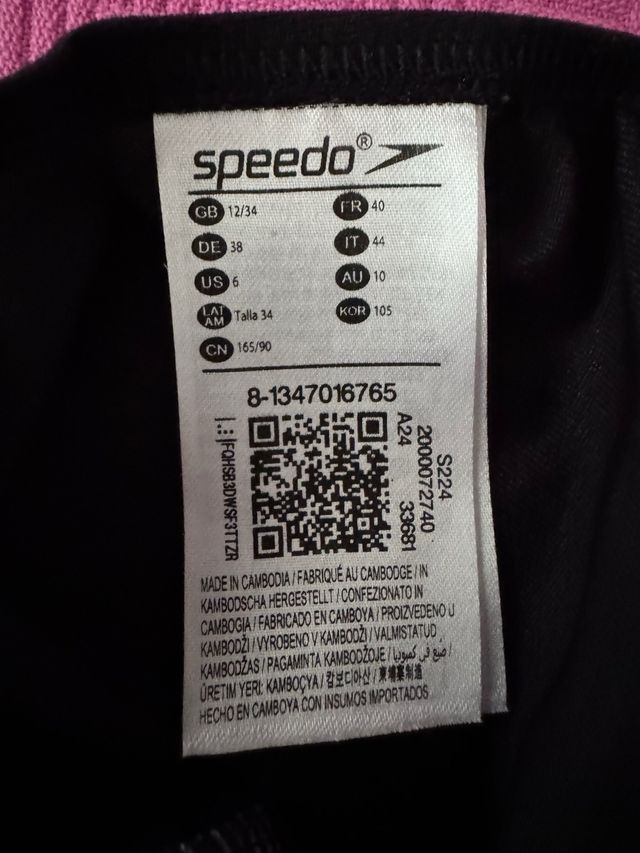 speedo®
GB 12/34
FR 40
DE 38
IT 44
US 6
AU 10
LAT AM Talla 34
KOR 105
CN 165/90
8-1347016765
FQHSB3DWSF3TTZR
A24 33681
2000072740
S224
MADE IN CAMBODIA / FABRIQUÉ AU CAMBODGE / IN
KAMBODSCHA HERGESTELLT / CONFEZIONATO IN
CAMBOGIA / FABRICADO EN CAMBOYA / PROIZVEDENO U
KAMBODŽI / VYROBENO V KAMBODŽI / VALMISTATUD
KAMBODŽAS / PAGAMINTA KAMBODŽOJE / صُنع في كمبوديا /
ÜRETIM YERI: KAMBOÇYA / 캄보디아산 / 柬埔寨制造
HECHO EN CAMBOYA CON INSUMOS IMPORTADOS